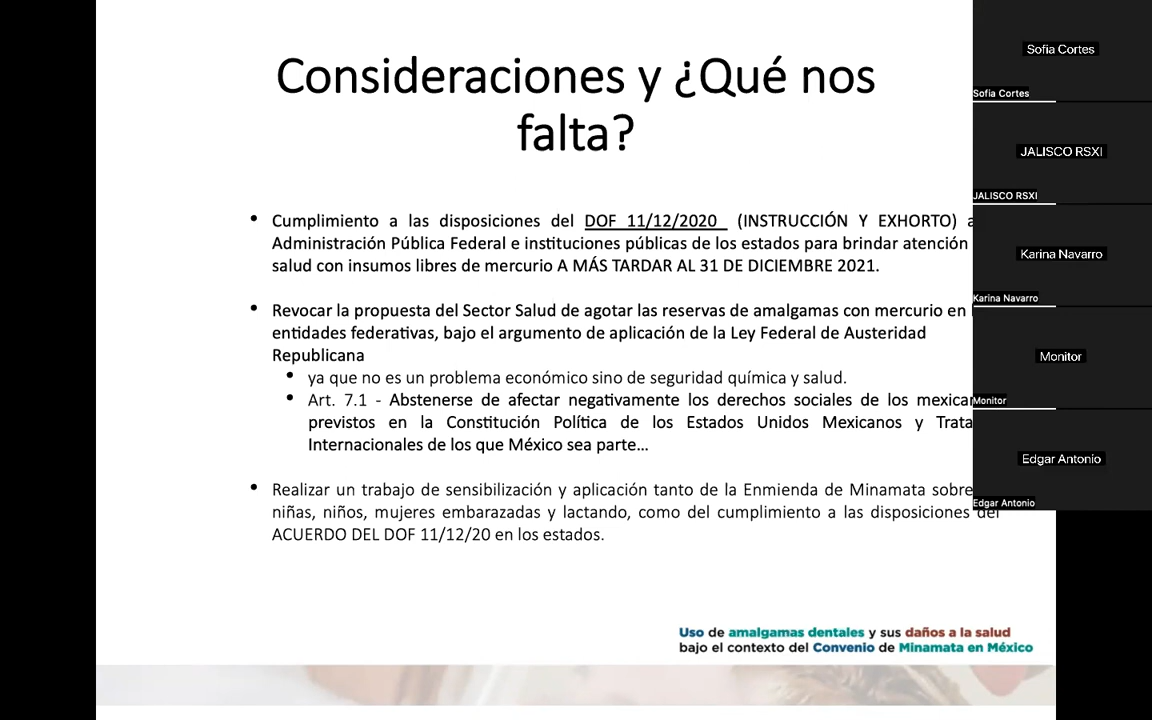 Consideraciones y ¿Qué nos
falta?
• Cumplimiento a las disposiciones del DOF 11/12/2020 (INSTRUCCIÓN Y EXHORTO) a
Administración Pública Federal e instituciones públicas de los estados para brindar atención
salud con insumos libres de mercurio A MÁS TARDAR AL 31 DE DICIEMBRE 2021.
• Revocar la propuesta del Sector Salud de agotar las reservas de amalgamas con mercurio en
entidades federativas, bajo el argumento de aplicación de la Ley Federal de Austeridad
Republicana
• ya que no es un problema económico sino de seguridad química y salud.
• Art. 7.1 - Abstenerse de afectar negativamente los derechos sociales de los
previstos en la Constitución Política de los Estados Unidos Mexicanos y
Internacionales de los que México sea parte…
• Realizar un trabajo de sensibilización y aplicación tanto de la Enmienda de Minamata sobre
niñas, niños, mujeres embarazadas y lactando, como del cumplimiento a las disposiciones del
ACUERDO DEL DOF 11/12/20 en los estados.
Uso de amalgamas dentales y sus daños a la salud
bajo el contexto del Convenio de Minamata en México
Sofia Cortes
Sofia Cortes
JALISCO RSXI
JALISCO RSXI
Karina Navarro
Karina Navarro
Monitor
Monitor
Edgar Antonio
Edgar Antonio